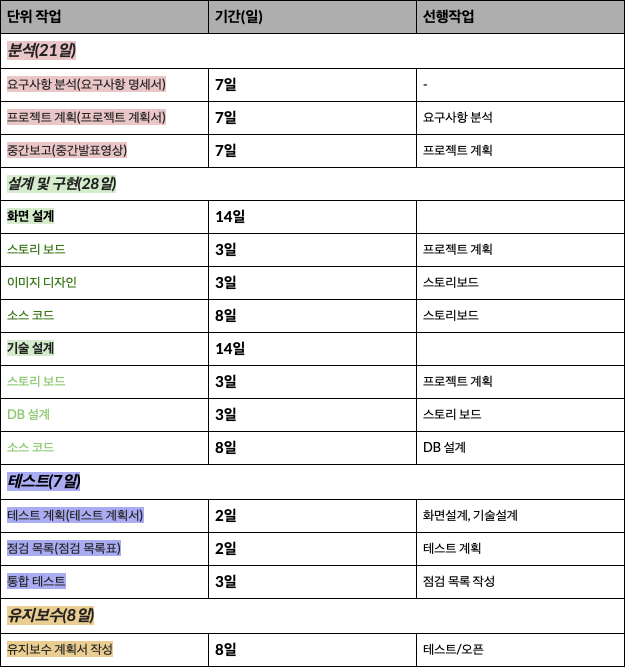 단위 작업 기간(일) 선행작업
분석(21일)
요구사항 분석(요구사항 명세서) 7일 -
프로젝트 계획(프로젝트 계획서) 7일 요구사항 분석
중간보고(중간발표영상) 7일 프로젝트 계획
설계 및 구현(28일)
화면 설계 14일
스토리 보드 3일 프로젝트 계획
이미지 디자인 3일 스토리보드
소스 코드 8일 스토리보드
기술 설계 14일
스토리 보드 3일 프로젝트 계획
DB 설계 3일 스토리 보드
소스 코드 8일 DB 설계
테스트(7일)
테스트 계획(테스트 계획서) 2일 화면설계, 기술설계
점검 목록(점검 목록표) 2일 테스트 계획
통합 테스트 3일 점검 목록 작성
유지보수(8일)
유지보수 계획서 작성 8일 테스트/오픈